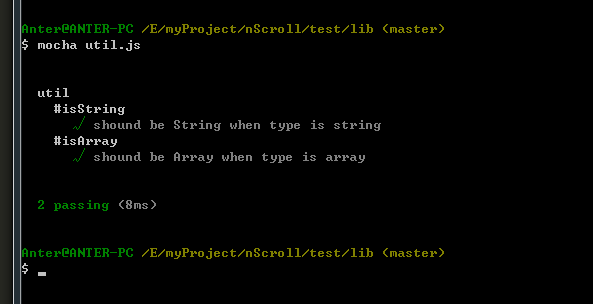 Anter@ANTER-PC /E/myProject/nScroll/test/lib (master)
$ mocha util.js
util
#isString
√ shound be String when type is string
#isArray
√ shound be Array when type is array
2 passing (8ms)
Anter@ANTER-PC /E/myProject/nScroll/test/lib (master)
$